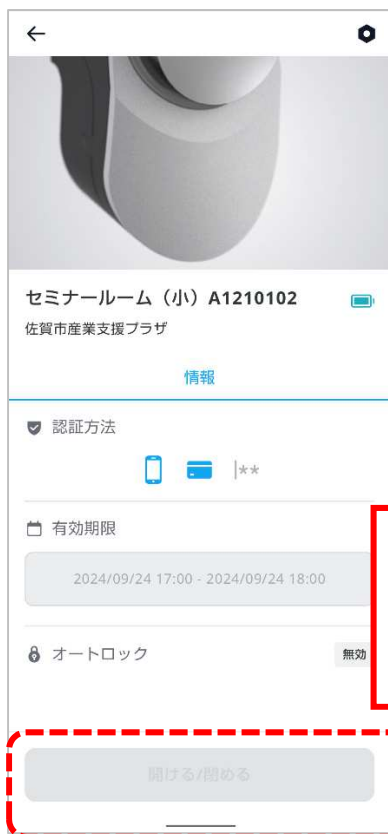 セミナールーム（小）A1210102
佐賀市産業支援プラザ
情報
認証方法
|**
有効期限
2024/09/24 17:00 - 2024/09/24 18:00
オートロック
無効
開ける/閉める